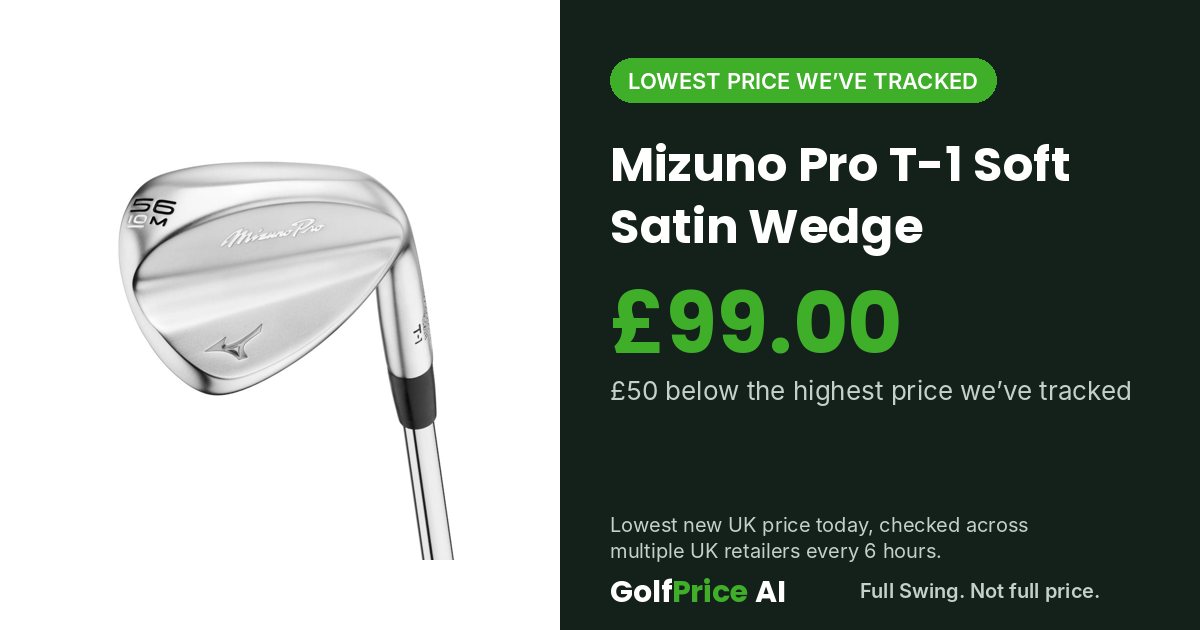 56
10 M
Mizuno Pro
T-1
LOWEST PRICE WE’VE TRACKED
Mizuno Pro T-1 Soft
Satin Wedge
£99.00
£50 below the highest price we’ve tracked
Lowest new UK price today, checked across
multiple UK retailers every 6 hours.
GolfPrice AI
Full Swing. Not full price.